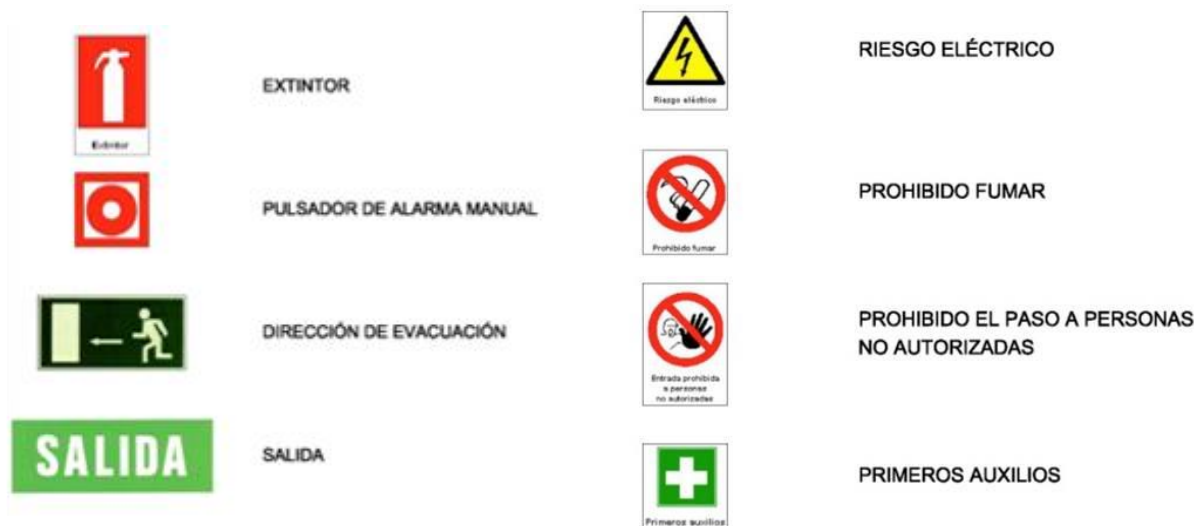 Extintor
EXTINTOR
PULSADOR DE ALARMA MANUAL
DIRECCIÓN DE EVACUACIÓN
SALIDA
SALIDA
Riesgo eléctrico
RIESGO ELÉCTRICO
Prohibido fumar
PROHIBIDO FUMAR
Entrada prohibida
a personas
no autorizadas
PROHIBIDO EL PASO A PERSONAS
NO AUTORIZADAS
Primeros auxilios
PRIMEROS AUXILIOS